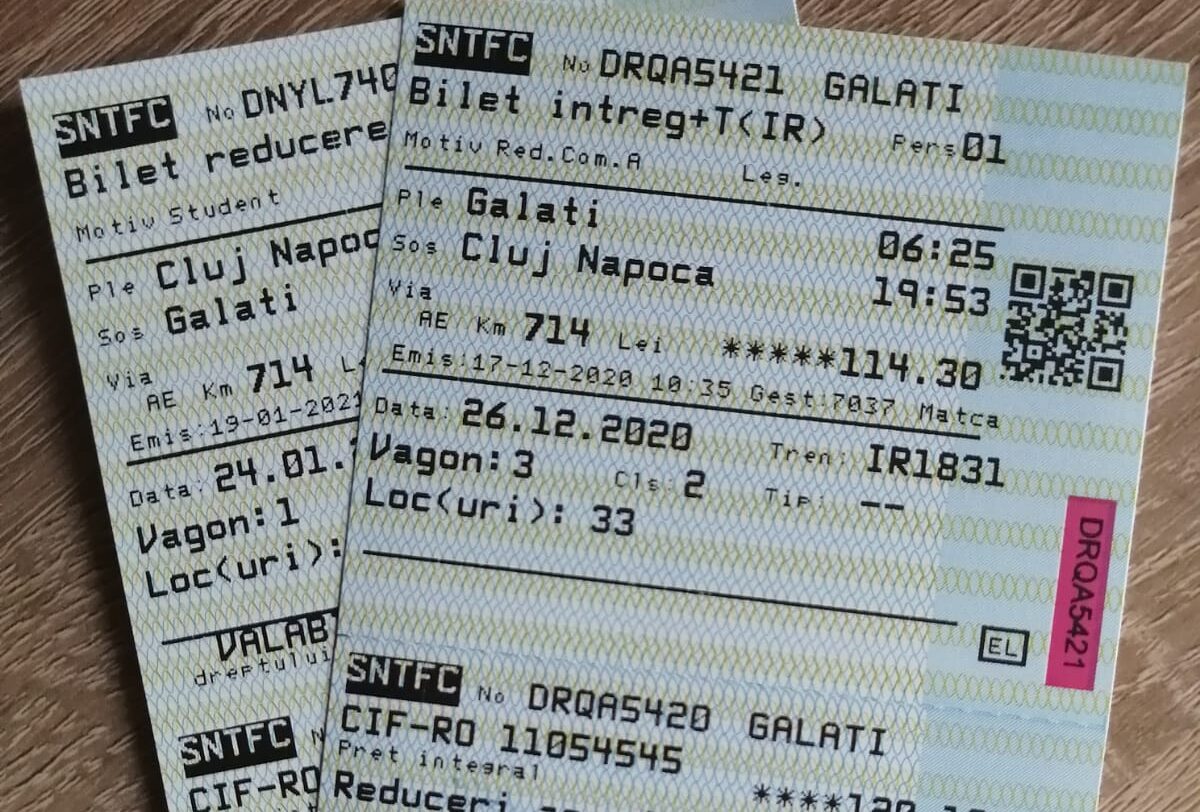 SNTFC No DNYL740
Bilet reducere
Motiv Student
Ple Cluj Napoc
Sos Galati
Via
AE Km 714
Emis:19-01-2021
Data: 24.01.
Vagon: 1
Loc(uri):
VALAB
dreptului
SNTFC
CIF-RO
SNTFC No DRQA5421 GALATI
Bilet intreg+T(IR) Pers 01
Motiv Red.Com.A Leg.
Ple Galati 06:25
Sos Cluj Napoca 19:53
Via
AE Km 714 Lei *****114.30
Emis:17-12-2020 10:35 Gest:7037 Matca
Data: 26.12.2020 Tren: IR1831
Vagon: 3 Cls: 2 Tip: --
Loc(uri): 33
EL
DRQA5421
SNTFC No DRQA5420 GALATI
CIF-RO 11054545
Pret integral
Reduceri